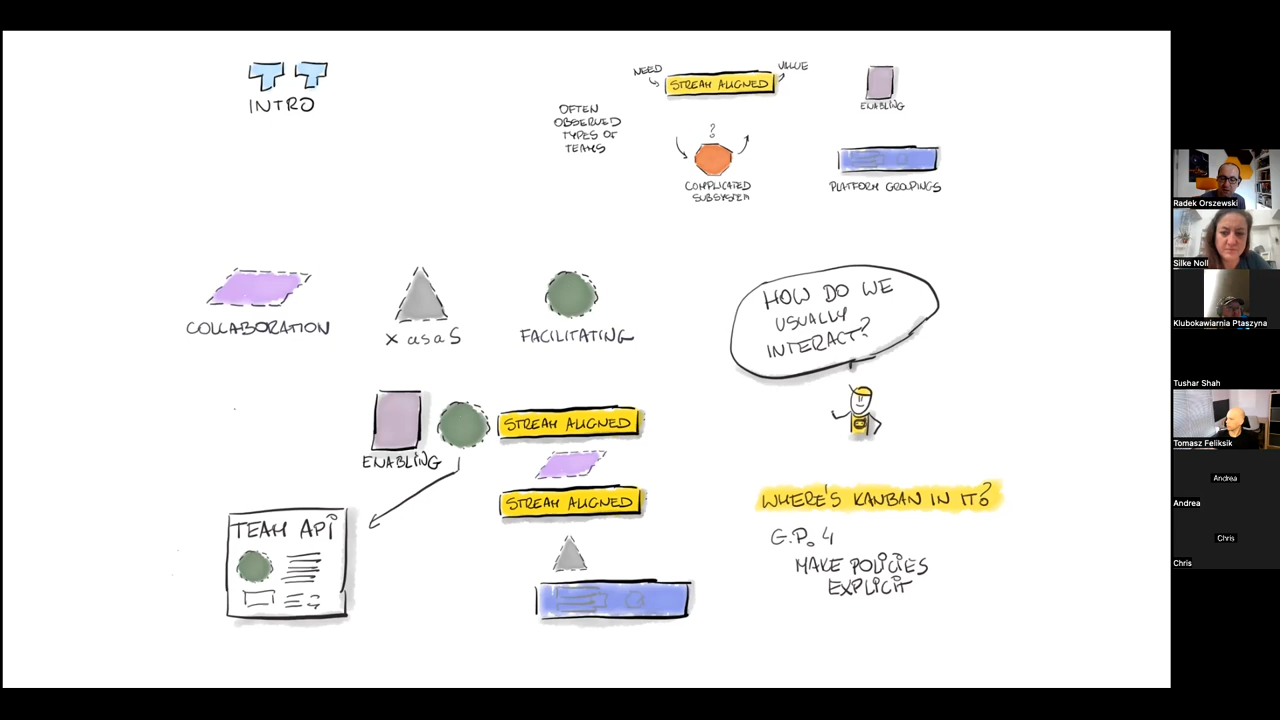 INTRO
OFTEN
OBSERVED
TYPES OF
TEAMS
NEED
VALUE
STREAM ALIGNED
ENABLING
?
COMPLICATED
SUBSYSTEM
PLATFORM GROUPINGS
COLLABORATION
X asa S
FACILITATING
HOW DO WE
USUALLY
INTERACT?
ENABLING
STREAM ALIGNED
STREAM ALIGNED
TEAM API
WHERE'S KANBAN IN IT?
G.P. 4
MAKE POLICIES
EXPLICIT
Radek Orszewski
Silke Noll
Klubokawiarnia Ptaszyna
Tushar Shah
Tomasz Feliksik
Andrea
Andrea
Chris
Chris